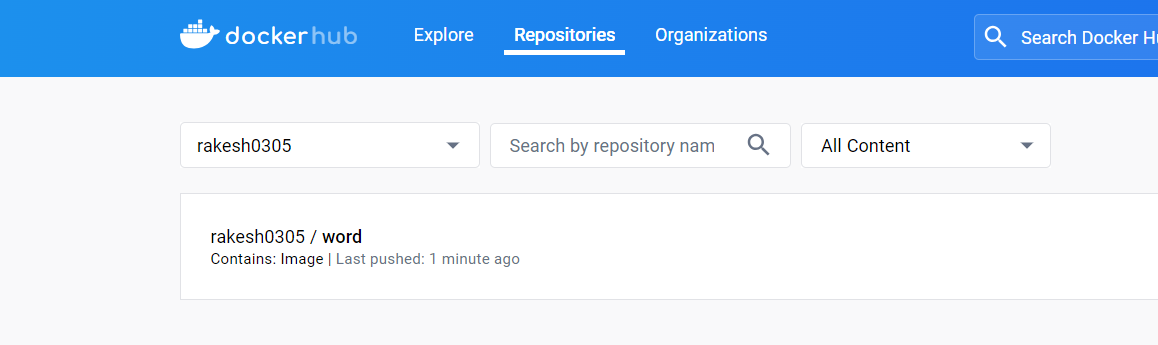 dockerhub Explore Repositories Organizations Search Docker H
rakesh0305 Search by repository nam All Content
rakesh0305 / word
Contains: Image | Last pushed: 1 minute ago